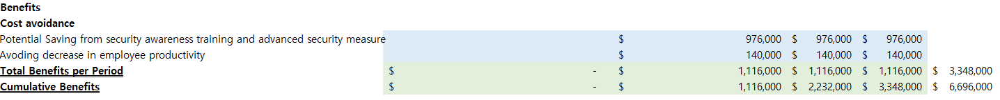 Benefits
Cost avoidance
Potential Saving from security awareness training and advanced security measure $ 976,000 $ 976,000 $ 976,000
Avoding decrease in employee productivity $ 140,000 $ 140,000 $ 140,000
Total Benefits per Period $ - $ 1,116,000 $ 1,116,000 $ 1,116,000 $ 3,348,000
Cumulative Benefits $ - $ 1,116,000 $ 2,232,000 $ 3,348,000 $ 6,696,000